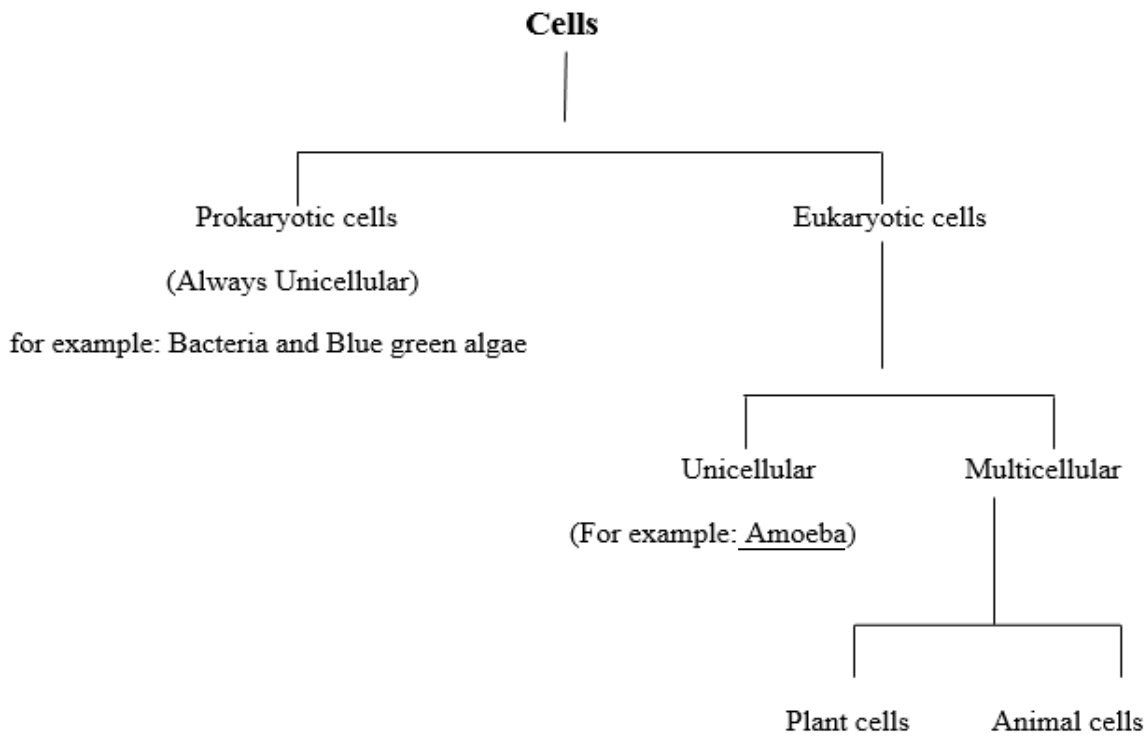 Cells
Prokaryotic cells
Eukaryotic cells
(Always Unicellular)
for example: Bacteria and Blue green algae
Unicellular
Multicellular
(For example: Amoeba)
Plant cells
Animal cells